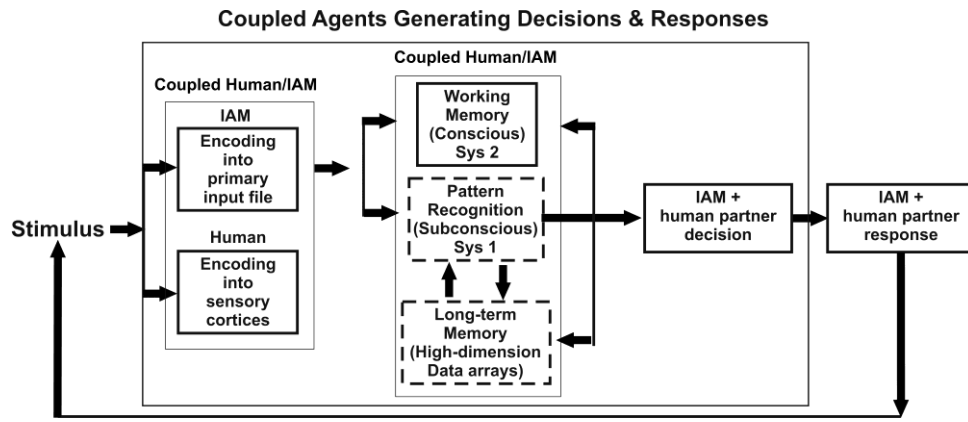 Coupled Agents Generating Decisions & Responses
Coupled Human/IAM
IAM
Encoding
into
primary
input file
Human
Encoding
into
sensory
cortices
Stimulus
Coupled Human/IAM
Working
Memory
(Conscious)
Sys 2
Pattern
Recognition
(Subconscious)
Sys 1
Long-term
Memory
(High-dimension
Data arrays)
IAM +
human partner
decision
IAM +
human partner
response